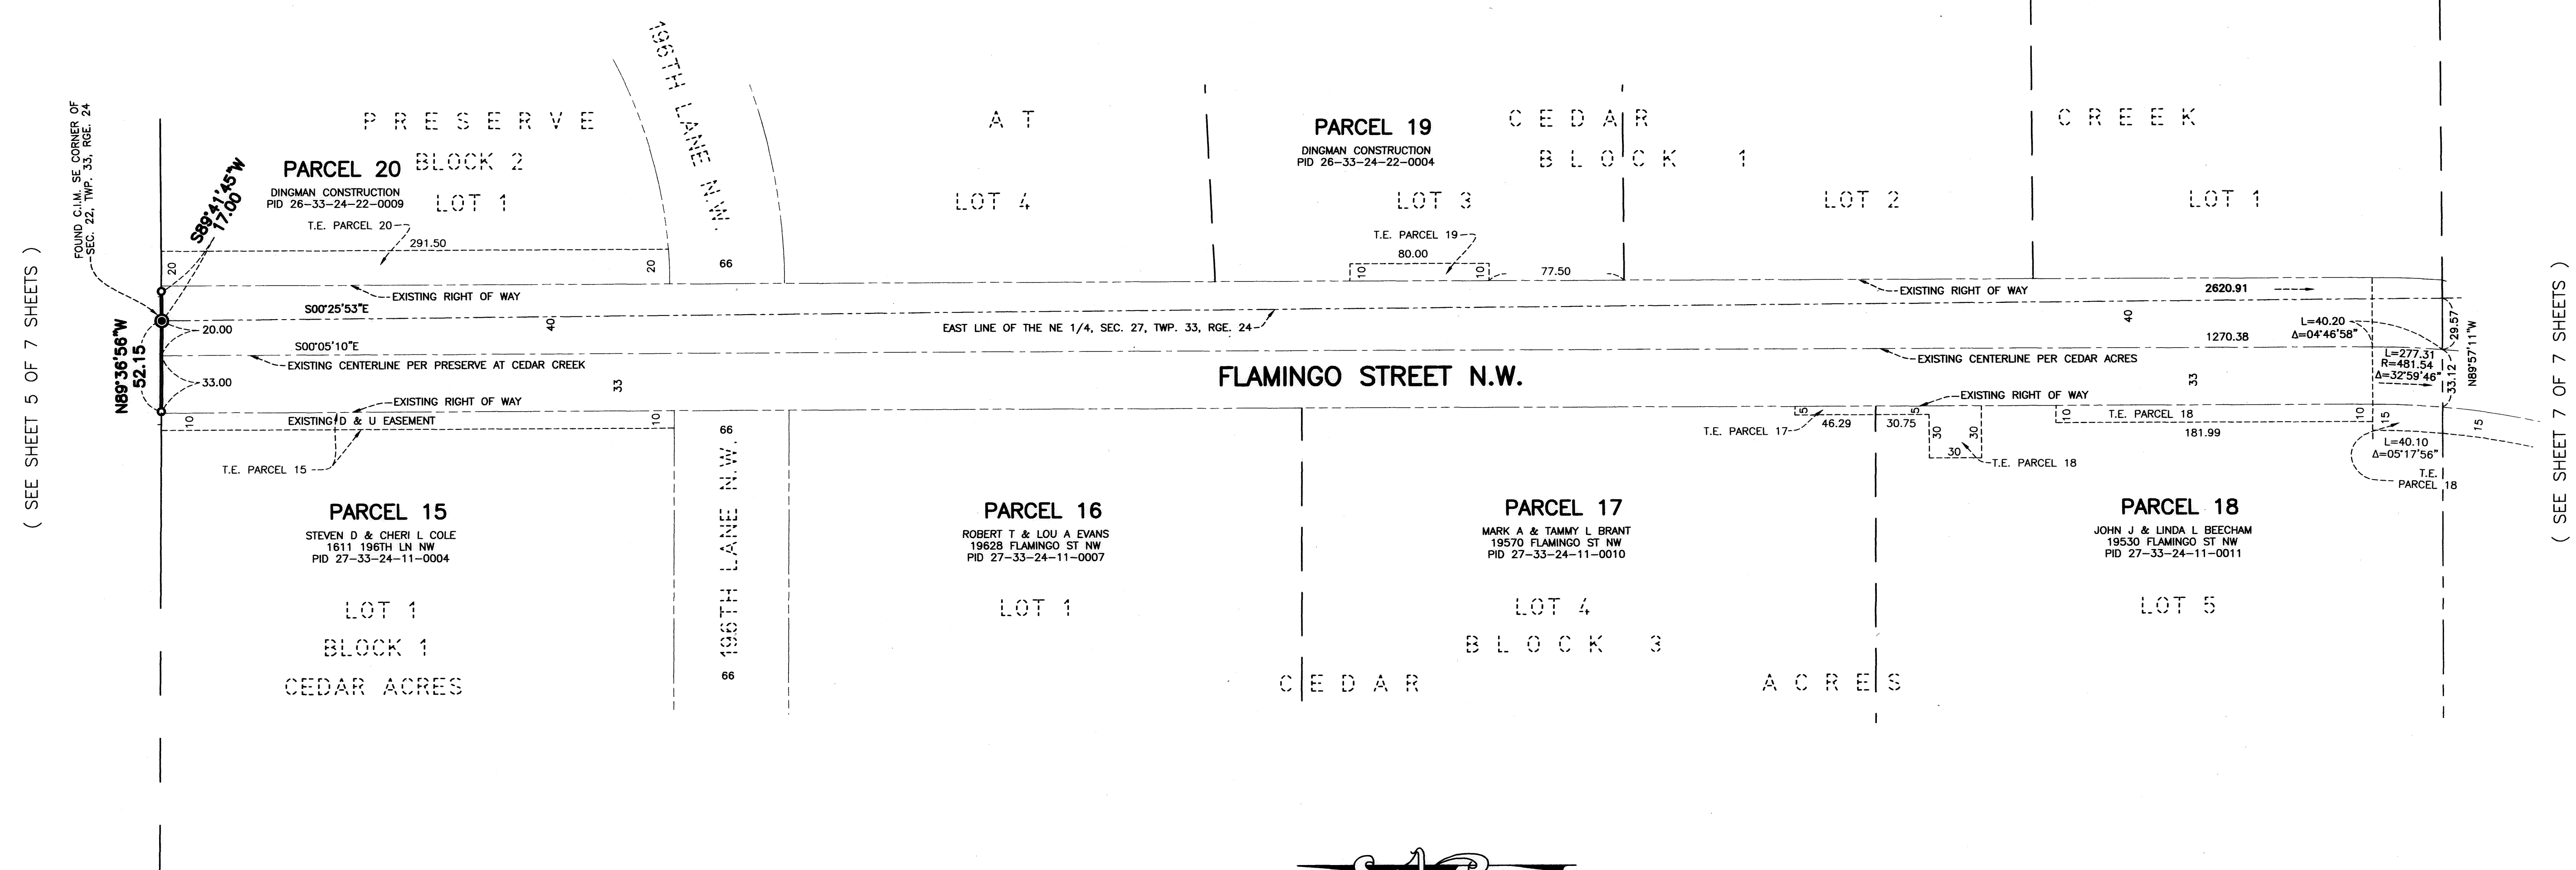 ( SEE SHEET 5 OF 7 SHEETS )
FOUND C.I.M. SE CORNER OF
SEC. 22, TWP. 33, RGE. 24
PRESERVE
AT
CEDAR
CREEK
PARCEL 20
BLOCK 2
DINGMAN CONSTRUCTION
PID 26-33-24-22-0009
LOT 1
T.E. PARCEL 20
291.50
20
20
S89°41'45"W
17.00
196TH LANE N.W.
66
LOT 4
PARCEL 19
DINGMAN CONSTRUCTION
PID 26-33-24-22-0004
BLOCK 1
LOT 3
T.E. PARCEL 19
80.00
10
10
77.50
LOT 2
LOT 1
EXISTING RIGHT OF WAY
EXISTING RIGHT OF WAY
2620.91
S00°25'53"E
20.00
40
EAST LINE OF THE NE 1/4, SEC. 27, TWP. 33, RGE. 24
40
L=40.20
Δ=04°46'58"
29.57
N89°36'56"W
52.15
S00°05'10"E
1270.38
EXISTING CENTERLINE PER PRESERVE AT CEDAR CREEK
EXISTING CENTERLINE PER CEDAR ACRES
L=277.31
R=481.54
Δ=32°59'46"
33.12
N89°57'11"W
33.00
33
FLAMINGO STREET N.W.
33
EXISTING RIGHT OF WAY
EXISTING RIGHT OF WAY
10
EXISTING D & U EASEMENT
10
T.E. PARCEL 15
66
196TH LANE N.W.
66
5
46.29
5
30.75
T.E. PARCEL 17
30
30
30
T.E. PARCEL 18
10
T.E. PARCEL 18
10
181.99
15
15
L=40.10
Δ=05°17'56"
T.E.
PARCEL 18
PARCEL 15
STEVEN D & CHERI L COLE
1611 196TH LN NW
PID 27-33-24-11-0004
LOT 1
BLOCK 1
CEDAR ACRES
PARCEL 16
ROBERT T & LOU A EVANS
19628 FLAMINGO ST NW
PID 27-33-24-11-0007
LOT 1
PARCEL 17
MARK A & TAMMY L BRANT
19570 FLAMINGO ST NW
PID 27-33-24-11-0010
LOT 4
BLOCK 3
PARCEL 18
JOHN J & LINDA L BEECHAM
19530 FLAMINGO ST NW
PID 27-33-24-11-0011
LOT 5
CEDAR
ACRES
( SEE SHEET 7 OF 7 SHEETS )